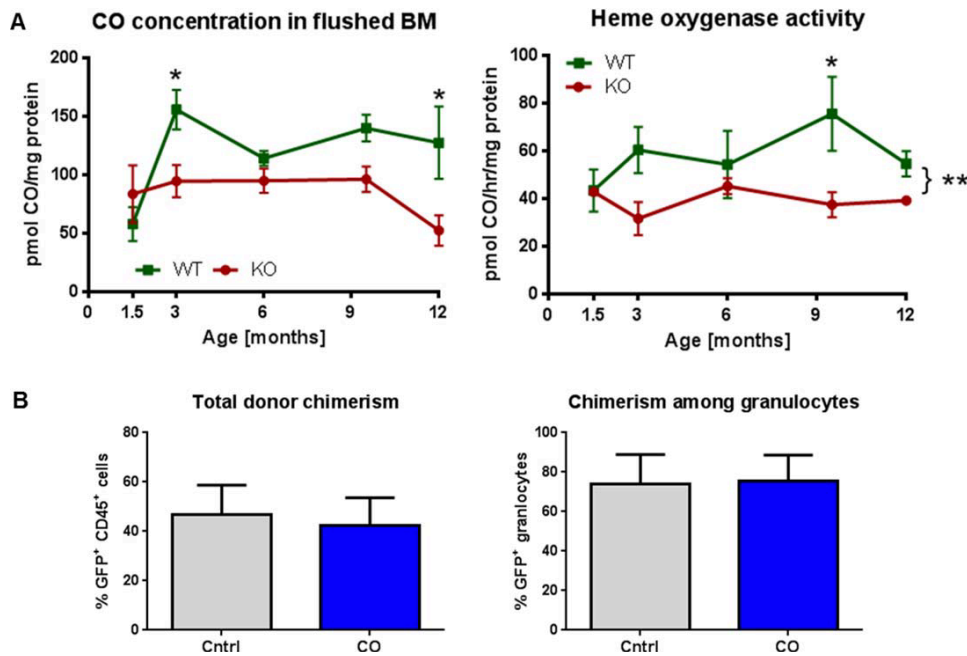 A
CO concentration in flushed BM
pmol CO/mg protein
200
150
100
50
0
*
*
WT
KO
0
1.5
3
6
9
12
Age [months]
Heme oxygenase activity
pmol CO/hr/mg protein
100
80
60
40
20
0
WT
KO
*
} **
0
1.5
3
6
9
12
Age [months]
B
Total donor chimerism
% GFP⁺ CD45⁺ cells
80
60
40
20
0
Cntrl
CO
Chimerism among granulocytes
% GFP⁺ granlocytes
100
80
60
40
20
0
Cntrl
CO